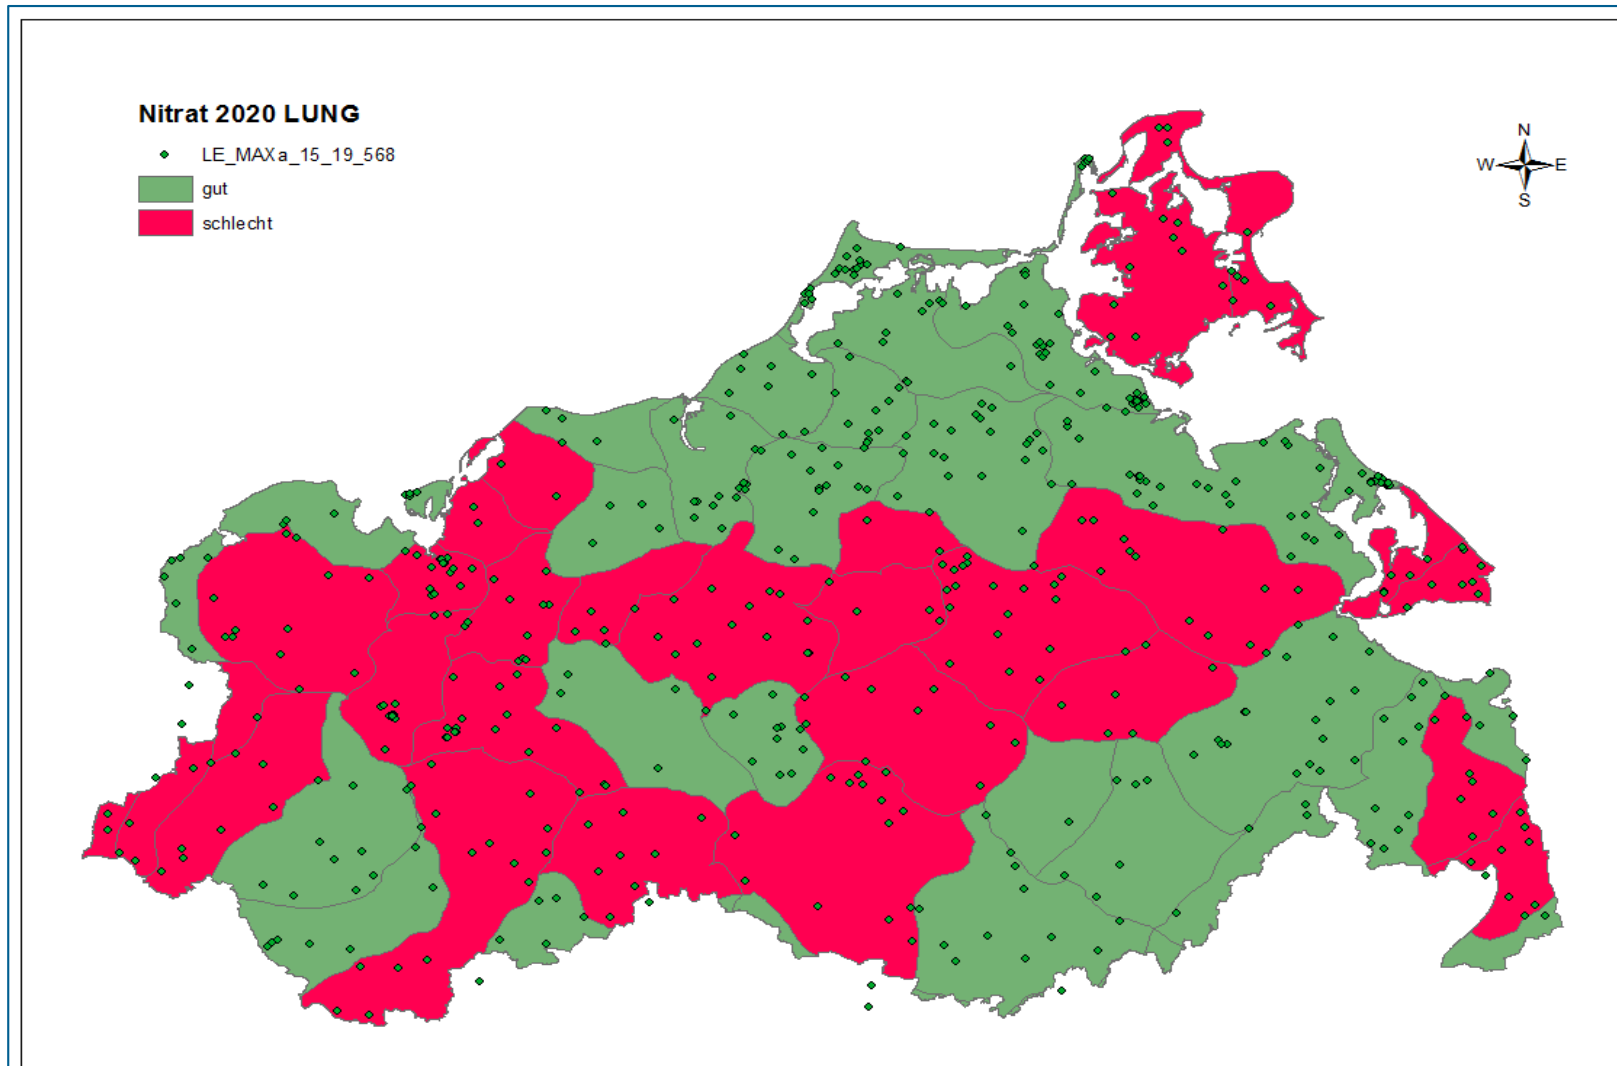 Nitrat 2020 LUNG
LE_MAXa_15_19_568
gut
schlecht
N
W E
S